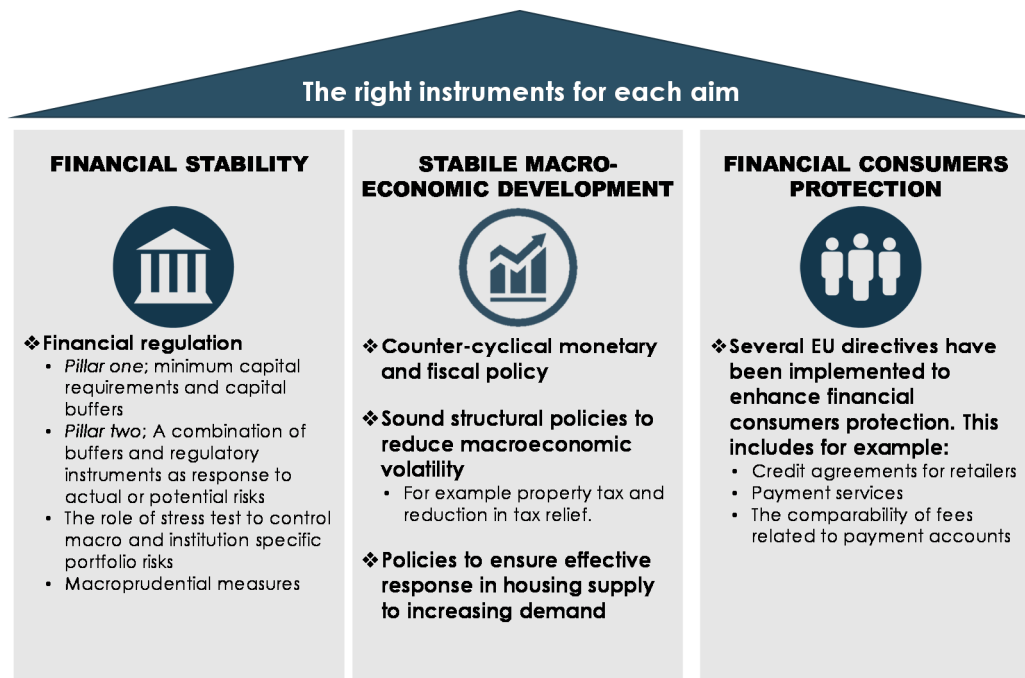 The right instruments for each aim
FINANCIAL STABILITY
❖Financial regulation
• Pillar one; minimum capital
requirements and capital
buffers
• Pillar two; A combination of
buffers and regulatory
instruments as response to
actual or potential risks
• The role of stress test to control
macro and institution specific
portfolio risks
• Macroprudential measures
STABILE MACRO-
ECONOMIC DEVELOPMENT
❖Counter-cyclical monetary
and fiscal policy
❖Sound structural policies to
reduce macroeconomic
volatility
• For example property tax and
reduction in tax relief.
❖Policies to ensure effective
response in housing supply
to increasing demand
FINANCIAL CONSUMERS
PROTECTION
❖Several EU directives have
been implemented to
enhance financial
consumers protection. This
includes for example:
• Credit agreements for retailers
• Payment services
• The comparability of fees
related to payment accounts